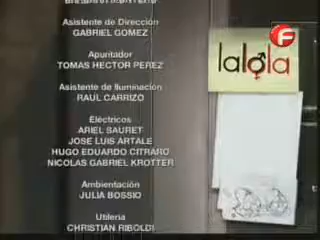 Asistente de Dirección
GABRIEL GOMEZ
Apuntador
TOMAS HECTOR PEREZ
Asistente de Iluminación
RAUL CARRIZO
Eléctricos
ARIEL SAURET
JOSE LUIS ARTALE
HUGO EDUARDO CITRARO
NICOLAS GABRIEL KROTTER
Ambientación
JULIA BOSSIO
Utilería
CHRISTIAN RIBOLDI
F
lalola